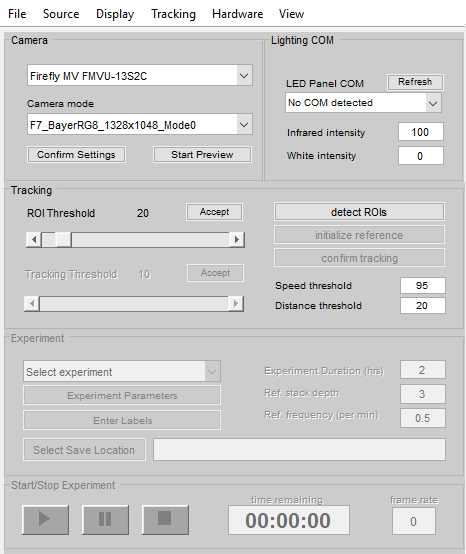 File Source Display Tracking Hardware View
Camera
Firefly MV FMVU-13S2C
Camera mode
F7_BayerRG8_1328x1048_Mode0
Confirm Settings Start Preview
Lighting COM
LED Panel COM Refresh
No COM detected
Infrared intensity 100
White intensity 0
Tracking
ROI Threshold 20 Accept
Tracking Threshold 10 Accept
detect ROIs
initialize reference
confirm tracking
Speed threshold 95
Distance threshold 20
Experiment
Select experiment
Experiment Parameters
Enter Labels
Select Save Location
Experiment Duration (hrs) 2
Ref. stack depth 3
Ref. frequency (per min) 0.5
Start/Stop Experiment
time remaining
00:00:00
frame rate
0